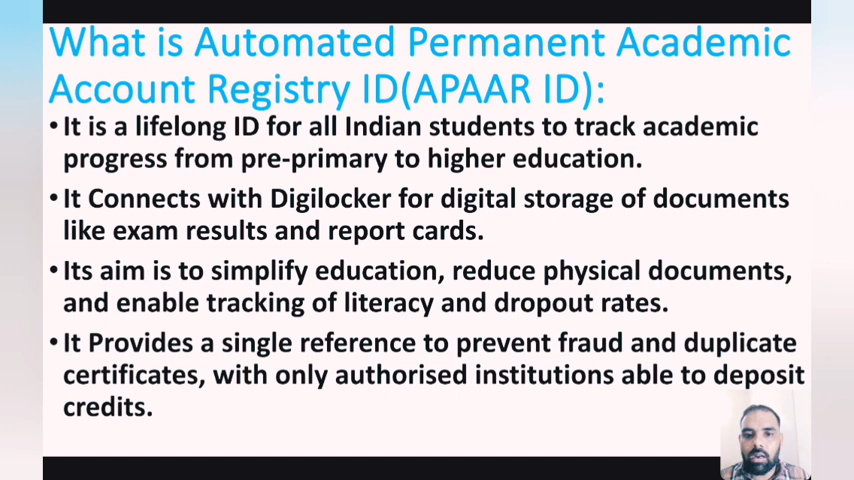 What is Automated Permanent Academic
Account Registry ID(APAAR ID):
• It is a lifelong ID for all Indian students to track academic
progress from pre-primary to higher education.
• It Connects with Digilocker for digital storage of documents
like exam results and report cards.
• Its aim is to simplify education, reduce physical documents,
and enable tracking of literacy and dropout rates.
• It Provides a single reference to prevent fraud and duplicate
certificates, with only authorised institutions able to deposit
credits.